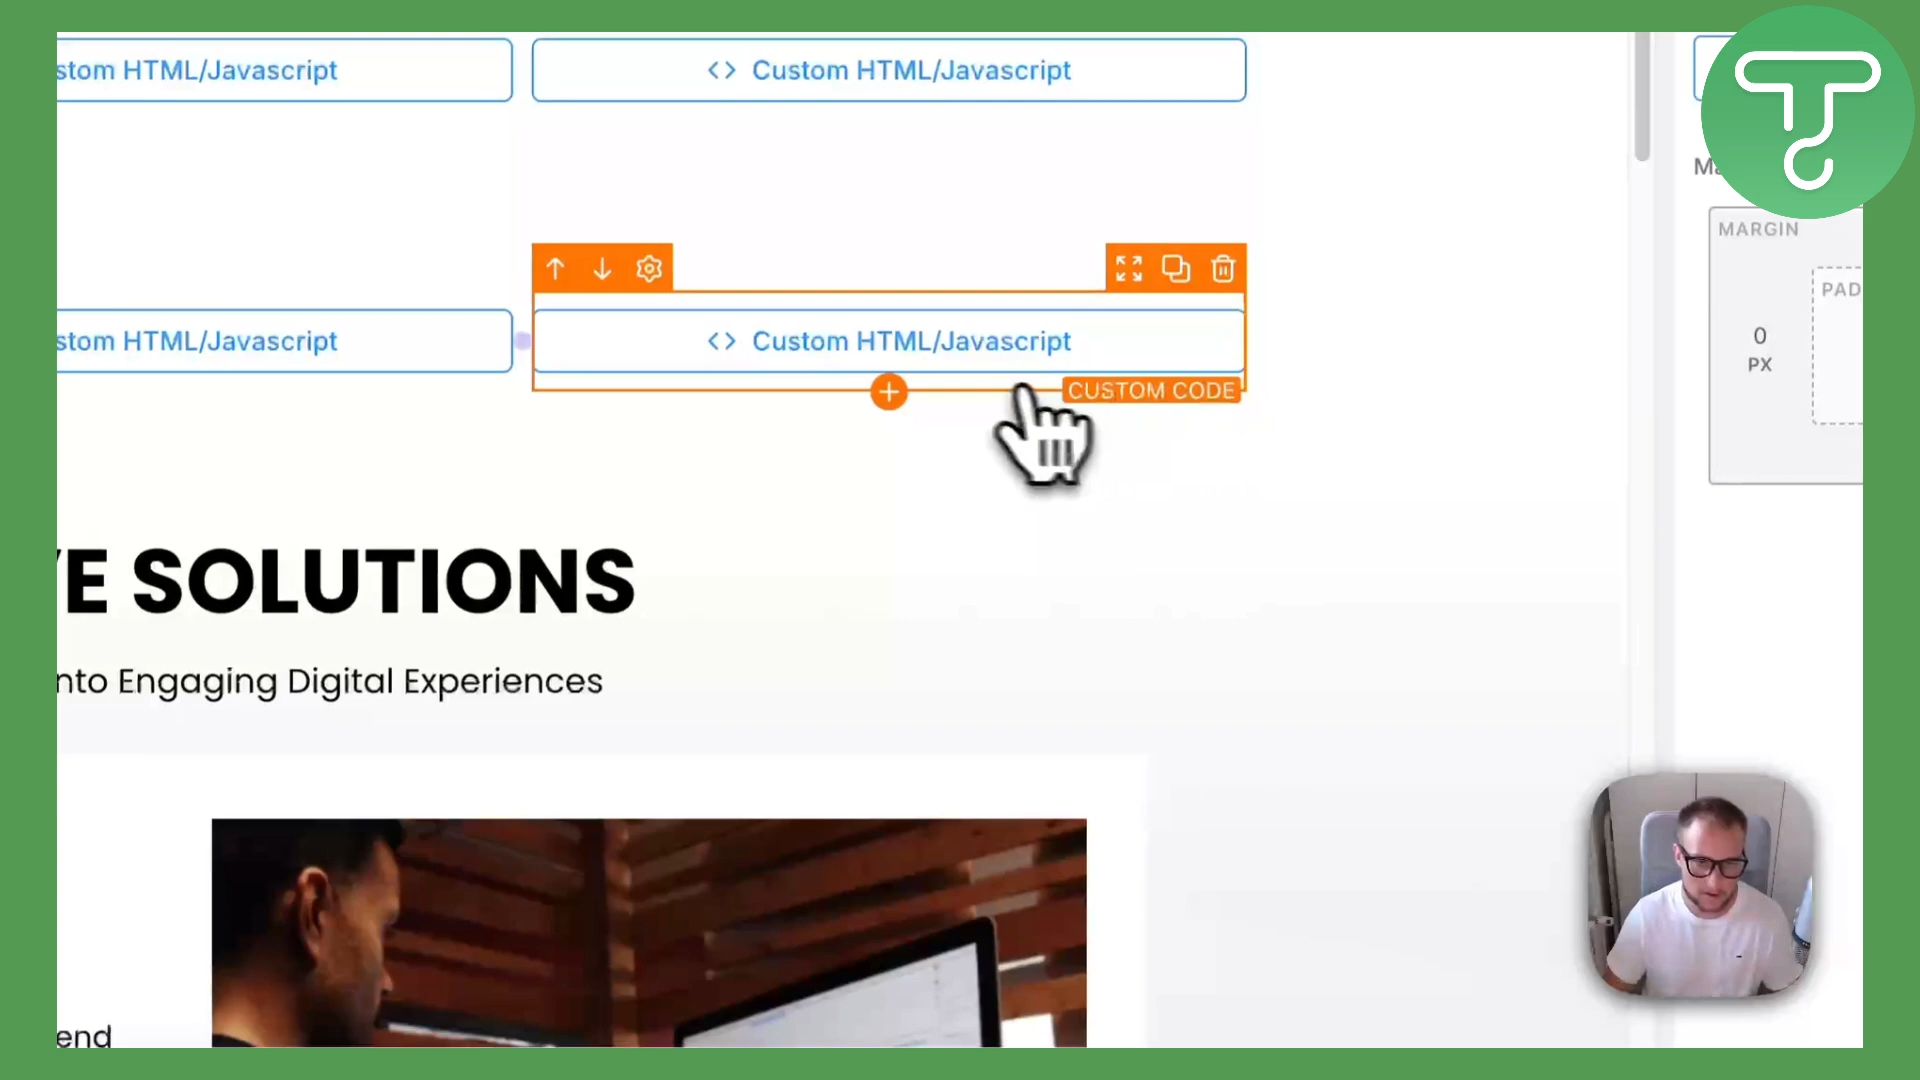 stom HTML/Javascript
<> Custom HTML/Javascript
MARGIN
PAD
0
PX
stom HTML/Javascript
<> Custom HTML/Javascript
CUSTOM CODE
E SOLUTIONS
nto Engaging Digital Experiences
end